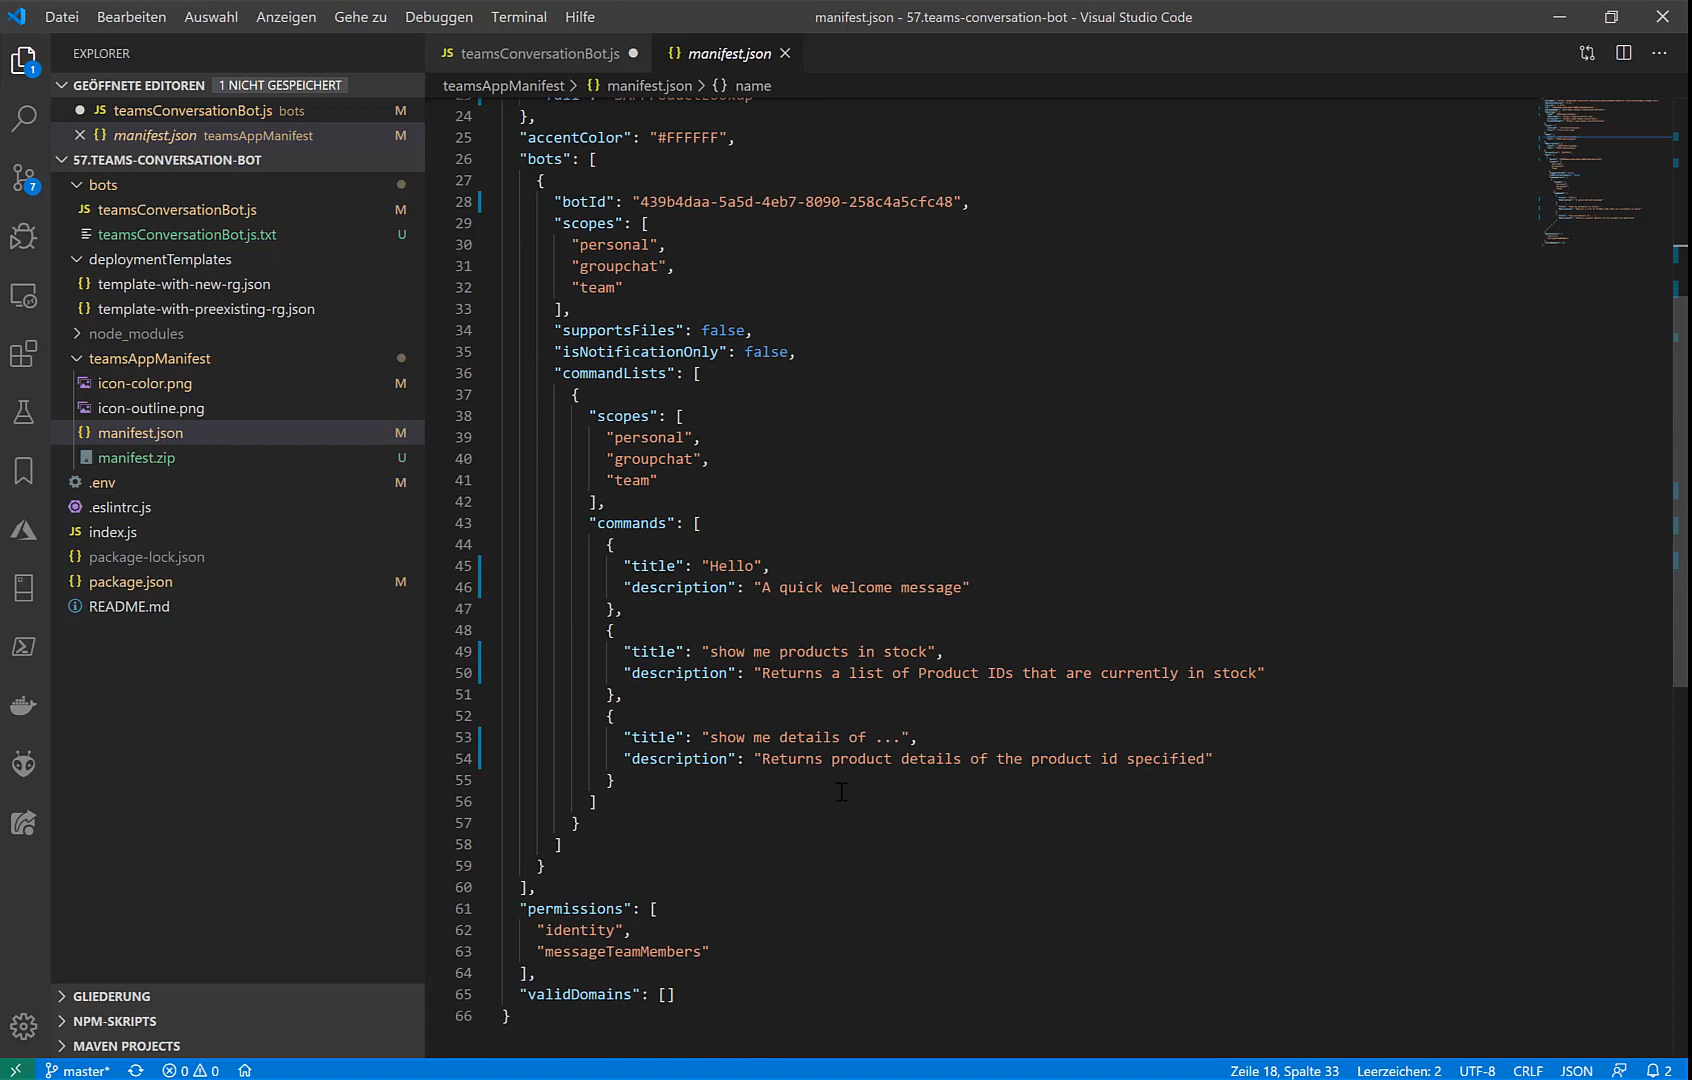 Datei Bearbeiten Auswahl Anzeigen Gehe zu Debuggen Terminal Hilfe
manifest.json - 57.teams-conversation-bot - Visual Studio Code
EXPLORER
GEÖFFNETE EDITOREN 1 NICHT GESPEICHERT
teamsConversationBot.js bots M
manifest.json teamsAppManifest M
57.TEAMS-CONVERSATION-BOT
bots
teamsConversationBot.js M
teamsConversationBot.js.txt U
deploymentTemplates
template-with-new-rg.json
template-with-preexisting-rg.json
node_modules
teamsAppManifest
icon-color.png M
icon-outline.png
manifest.json M
manifest.zip U
.env M
.eslintrc.js
index.js
package-lock.json
package.json M
README.md
GLIEDERUNG
NPM-SKRIPTS
MAVEN PROJECTS
1
7
JS teamsConversationBot.js
{} manifest.json
teamsAppManifest > {} manifest.json > {} name
24 },
25 "accentColor": "#FFFFFF",
26 "bots": [
27 {
28 "botId": "439b4daa-5a5d-4eb7-8090-258c4a5cfc48",
29 "scopes": [
30 "personal",
31 "groupchat",
32 "team"
33 ],
34 "supportsFiles": false,
35 "isNotificationOnly": false,
36 "commandLists": [
37 {
38 "scopes": [
39 "personal",
40 "groupchat",
41 "team"
42 ],
43 "commands": [
44 {
45 "title": "Hello",
46 "description": "A quick welcome message"
47 },
48 {
49 "title": "show me products in stock",
50 "description": "Returns a list of Product IDs that are currently in stock"
51 },
52 {
53 "title": "show me details of ...",
54 "description": "Returns product details of the product id specified"
55 }
56 ]
57 }
58 ]
59 }
60 ],
61 "permissions": [
62 "identity",
63 "messageTeamMembers"
64 ],
65 "validDomains": []
66 }
master* 0 0
Zeile 18, Spalte 33 Leerzeichen: 2 UTF-8 CRLF JSON 2